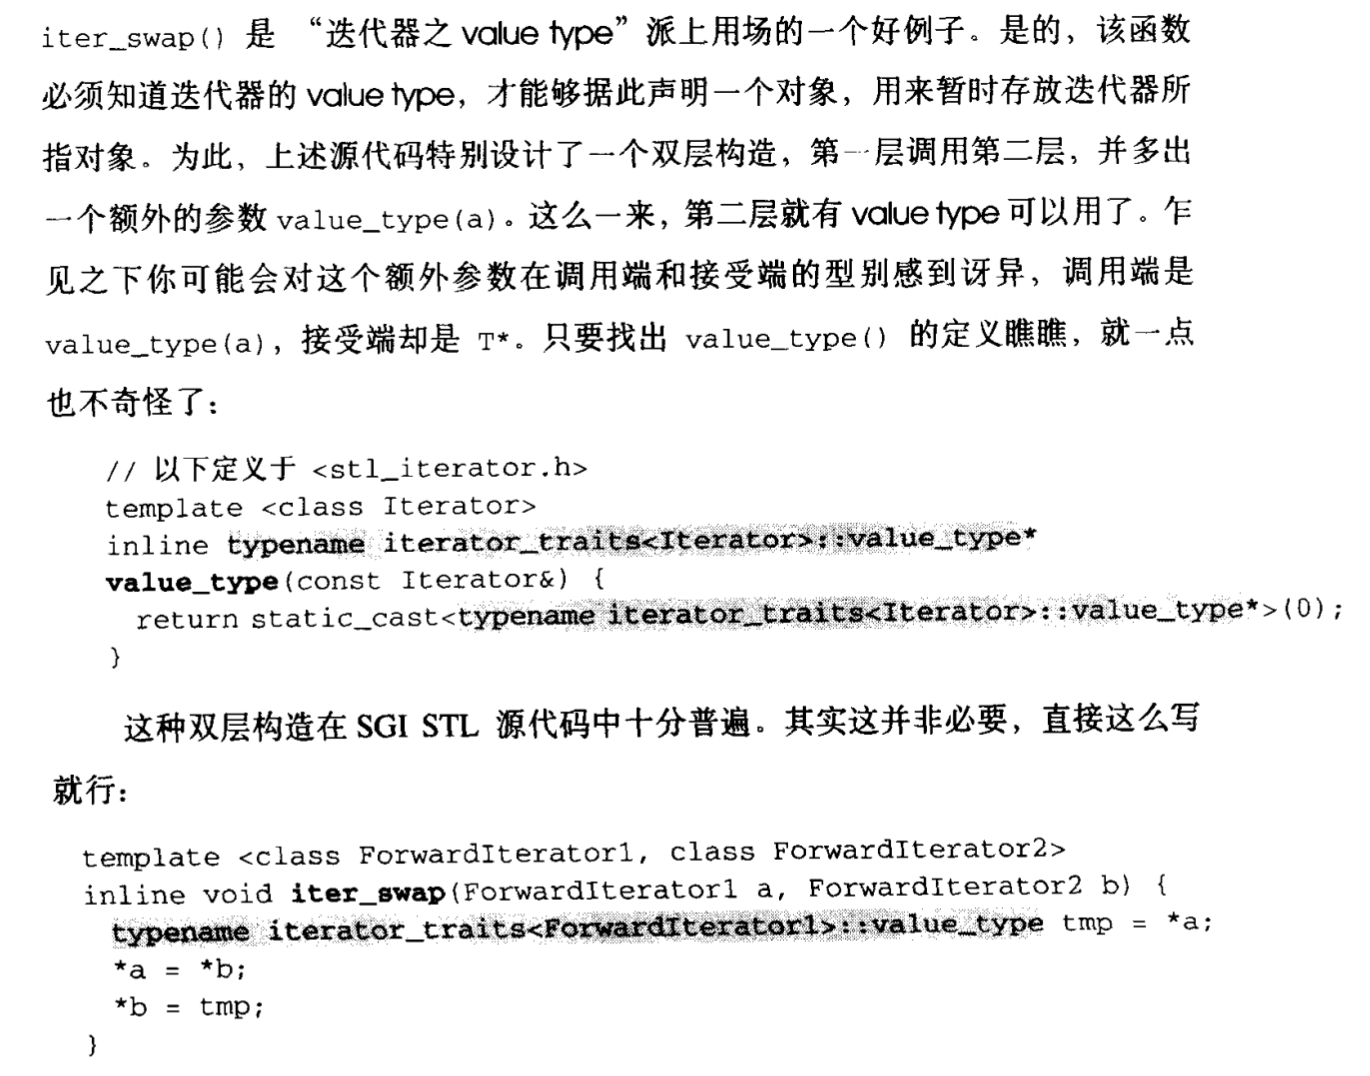 iter_swap() 是 “迭代器之 value type”派上用场的一个好例子。是的，该函数
必须知道迭代器的 value type，才能够据此声明一个对象，用来暂时存放迭代器所
指对象。为此，上述源代码特别设计了一个双层构造，第一层调用第二层，并多出
一个额外的参数 value_type(a)。这么一来，第二层就有 value type 可以用了。乍
见之下你可能会对这个额外参数在调用端和接受端的型别感到讶异，调用端是
value_type(a)，接受端却是 T*。只要找出 value_type() 的定义瞧瞧，就一点
也不奇怪了：
// 以下定义于 <stl_iterator.h>
template <class Iterator>
inline typename iterator_traits<Iterator>::value_type*
value_type(const Iterator&) {
  return static_cast<typename iterator_traits<Iterator>::value_type*>(0);
}
这种双层构造在 SGI STL 源代码中十分普遍。其实这并非必要，直接这么写
就行：
template <class ForwardIterator1, class ForwardIterator2>
inline void iter_swap(ForwardIterator1 a, ForwardIterator2 b) {
  typename iterator_traits<ForwardIterator1>::value_type tmp = *a;
  *a = *b;
  *b = tmp;
}